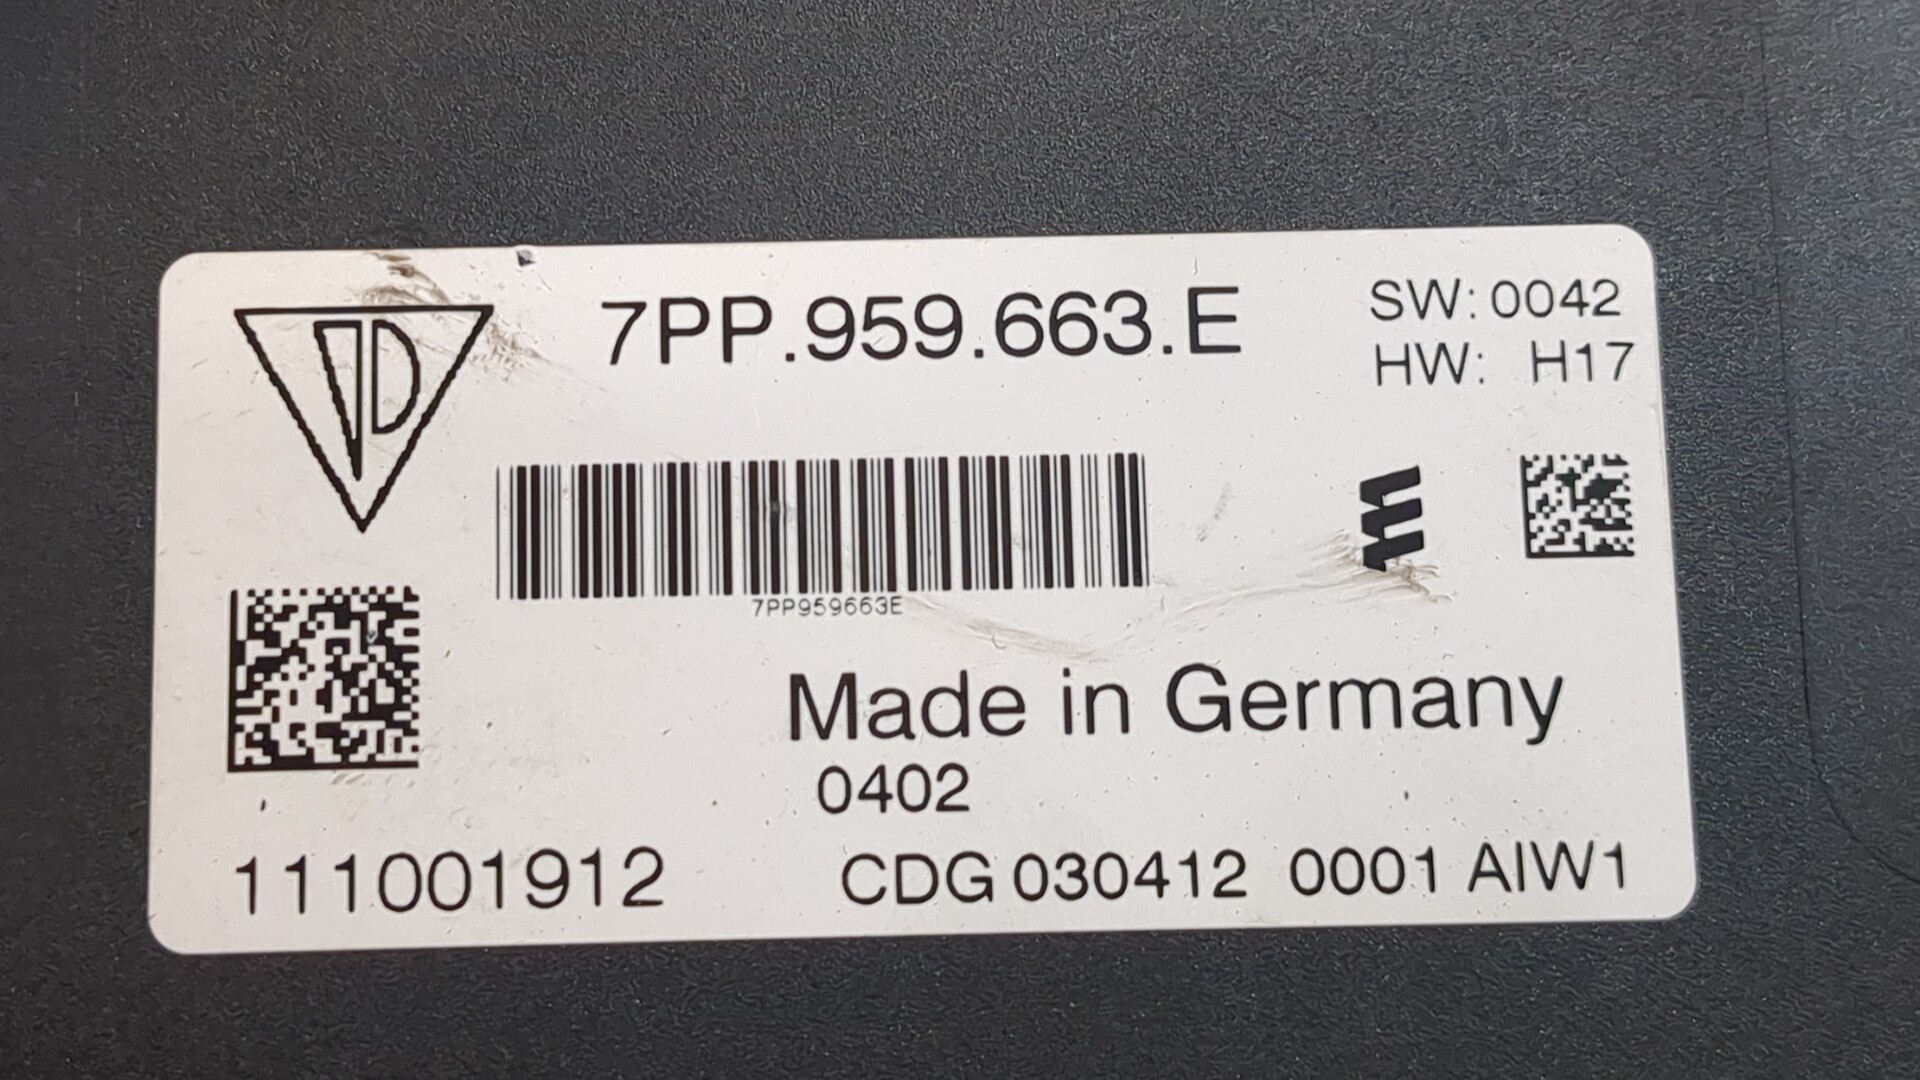 7PP.959.663.E
SW: 0042
HW: H17
7PP959663E
Made in Germany
0402
111001912
CDG 030412 0001 AIW1